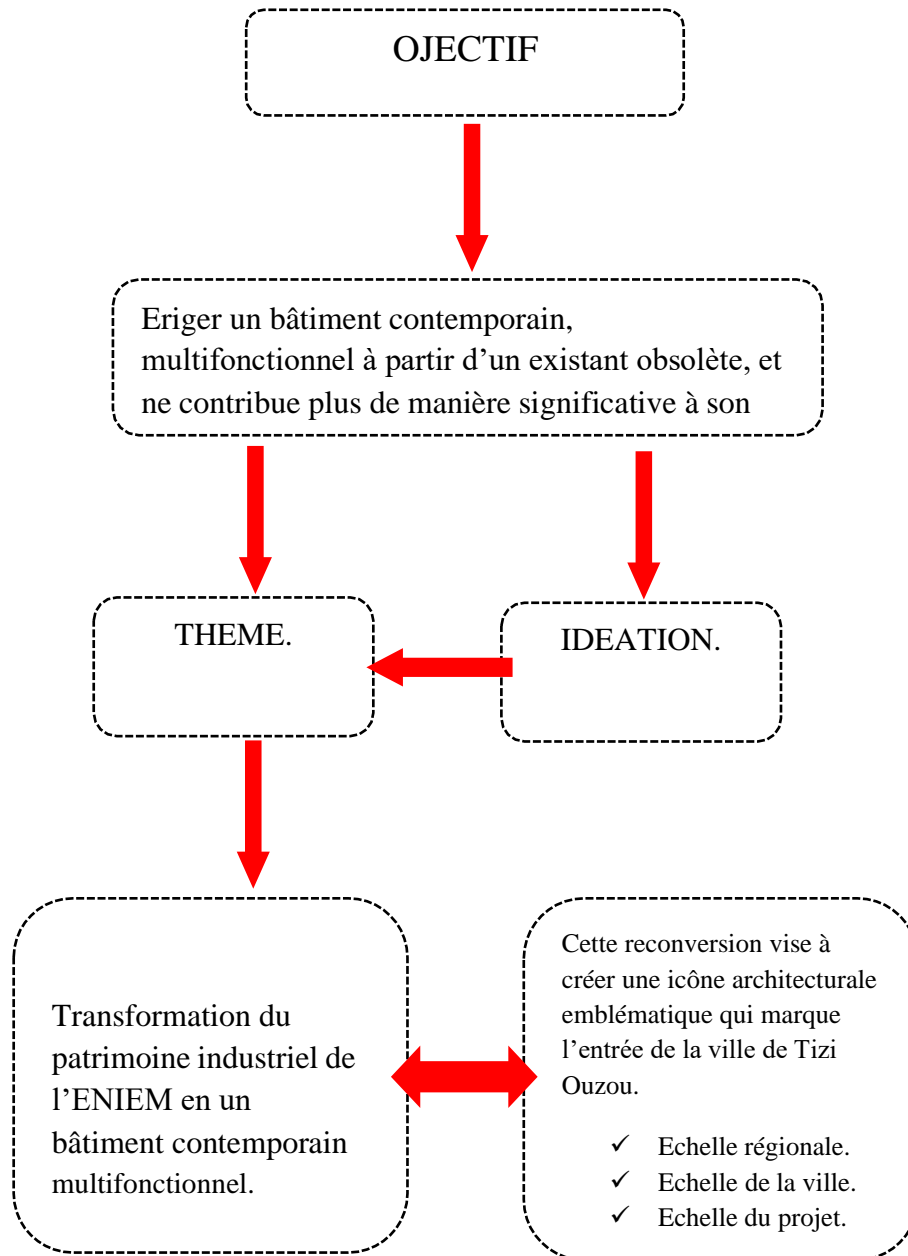 OJECTIF
Eriger un bâtiment contemporain,
multifonctionnel à partir d’un existant obsolète, et
ne contribue plus de manière significative à son
THEME.
IDEATION.
Transformation du
patrimoine industriel de
l’ENIEM en un
bâtiment contemporain
multifonctionnel.
Cette reconversion vise à
créer une icône architecturale
emblématique qui marque
l’entrée de la ville de Tizi
Ouzou.
✓ Echelle régionale.
✓ Echelle de la ville.
✓ Echelle du projet.